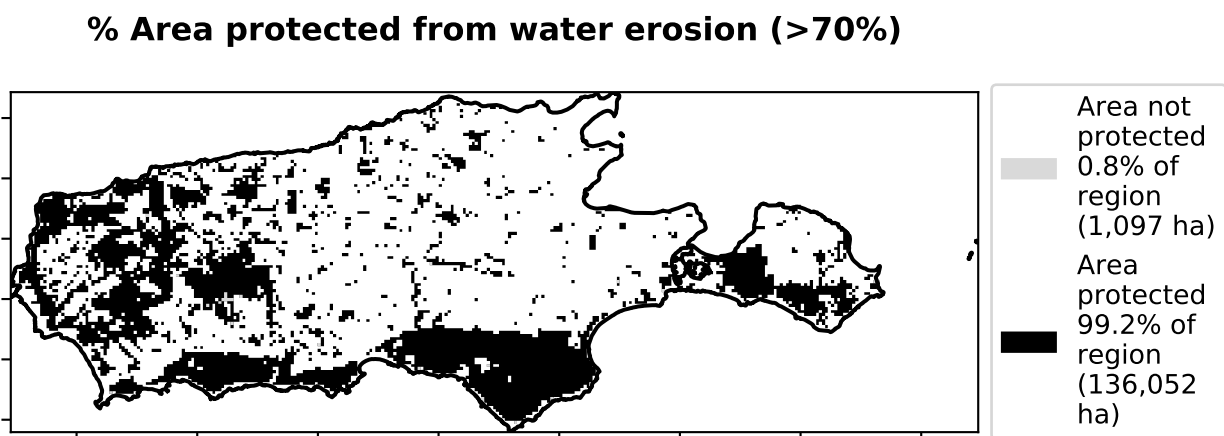 % Area protected from water erosion (>70%)
Area not
protected
0.8% of
region
(1,097 ha)
Area
protected
99.2% of
region
(136,052
ha)